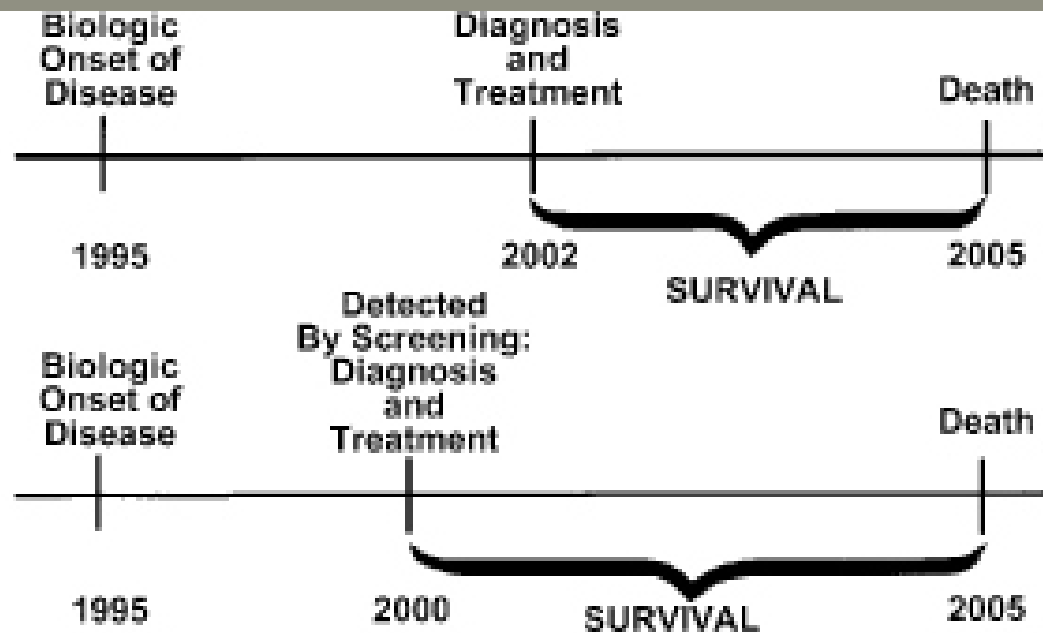 Biologic
Onset of
Disease
Diagnosis
and
Treatment
Death
1995
2002
2005
SURVIVAL
Detected
By Screening:
Diagnosis
and
Treatment
Biologic
Onset of
Disease
Death
1995
2000
SURVIVAL
2005